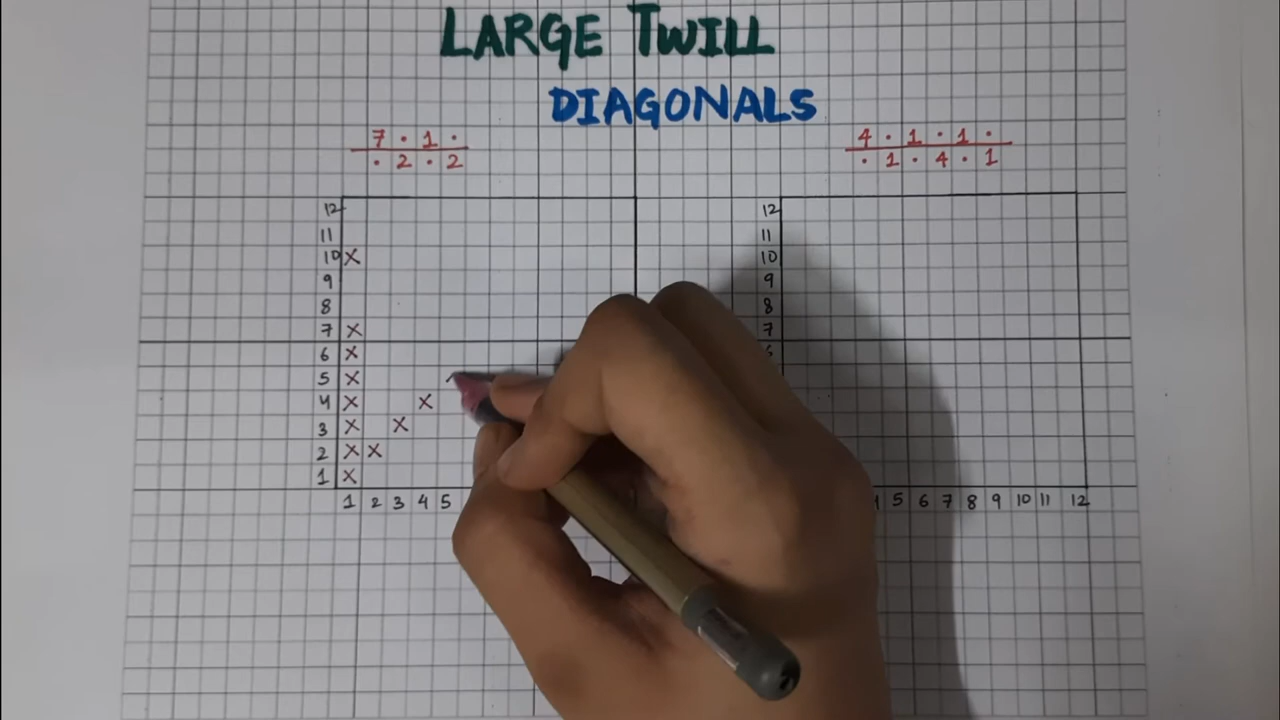 LARGE TWILL
DIAGONALS
7 · 1 ·
· 2 · 2
4 · 1 · 1 ·
· 1 · 4 · 1
12
11
10 X
9
8
7 X
6 X
5 X
4 X X
3 X X
2 X X
1 X
1 2 3 4 5
12
11
10
9
8
7
5 6 7 8 9 10 11 12